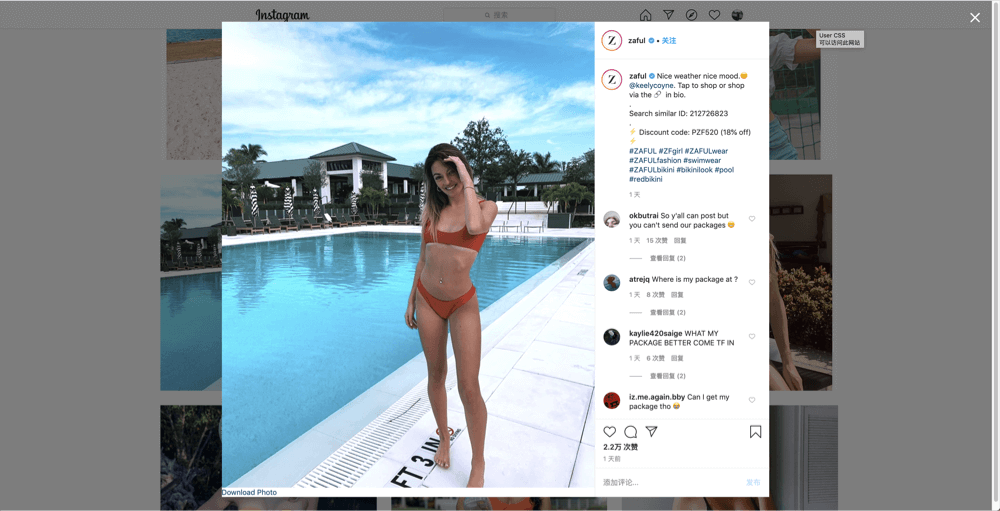 Instagram
搜索
User CSS
可以访问此网站
Z
zaful • 关注
Z
zaful Nice weather nice mood.😊
@keelycoyne. Tap to shop or shop
via the 🔗 in bio.
.
Search similar ID: 212726823
.
⚡ Discount code: PZF520 (18% off)
⚡
#ZAFUL #ZFgirl #ZAFULwear
#ZAFULfashion #swimwear
#ZAFULbikini #bikinilook #pool
#redbikini
1天
okbutrai So y'all can post but
you can't send our packages 😊
1天 15 次赞 回复
查看回复 (2)
atrejq Where is my package at ?
1天 8 次赞 回复
查看回复 (2)
kaylie420saige WHAT MY
PACKAGE BETTER COME TF IN
1天 6 次赞 回复
查看回复 (2)
iz.me.again.bby Can I get my
package tho 😂
2.2万 次赞
1天前
添加评论... 发布
FT 3 IN
Download Photo